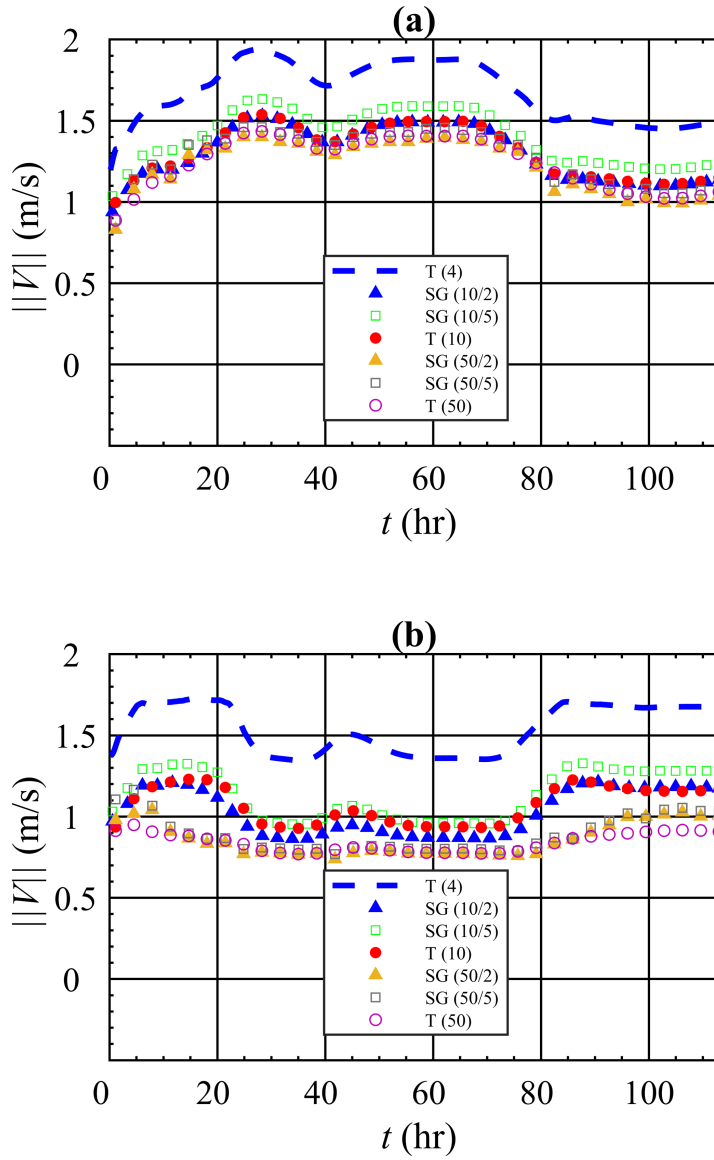 (a)
2
1.5
1
0.5
0
||V|| (m/s)
T (4)
SG (10/2)
SG (10/5)
T (10)
SG (50/2)
SG (50/5)
T (50)
0 20 40 60 80 100
t (hr)
(b)
2
1.5
1
0.5
0
||V|| (m/s)
T (4)
SG (10/2)
SG (10/5)
T (10)
SG (50/2)
SG (50/5)
T (50)
0 20 40 60 80 100
t (hr)